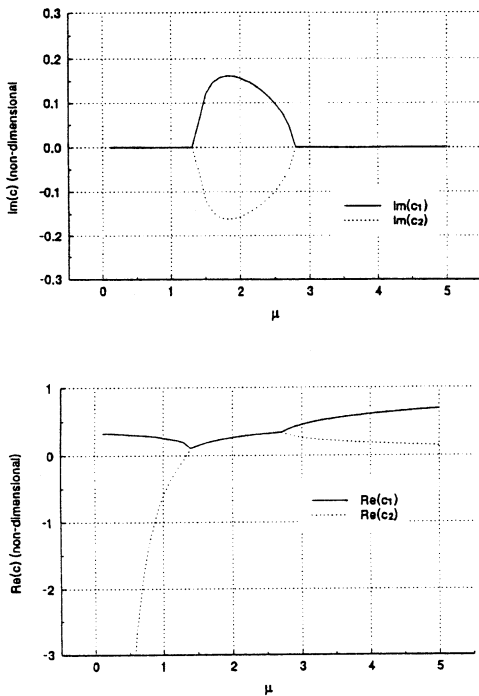 0.3
0.2
0.1
0.0
-0.1
-0.2
-0.3
Im(c) (non-dimensional)
Im(c₁)
Im(c₂)
0 1 2 3 4 5
μ
1
0
-1
-2
-3
Re(c) (non-dimensional)
Re(c₁)
Re(c₂)
0 1 2 3 4 5
μ